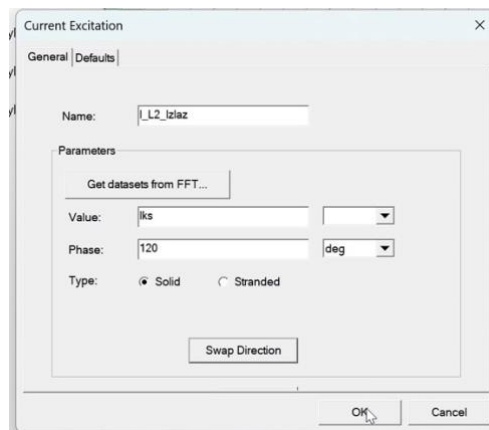 Current Excitation
General Defaults
Name: I_L2_Izlaz
Parameters
Get datasets from FFT...
Value: Iks
Phase: 120 deg
Type: Solid Stranded
Swap Direction
OK Cancel